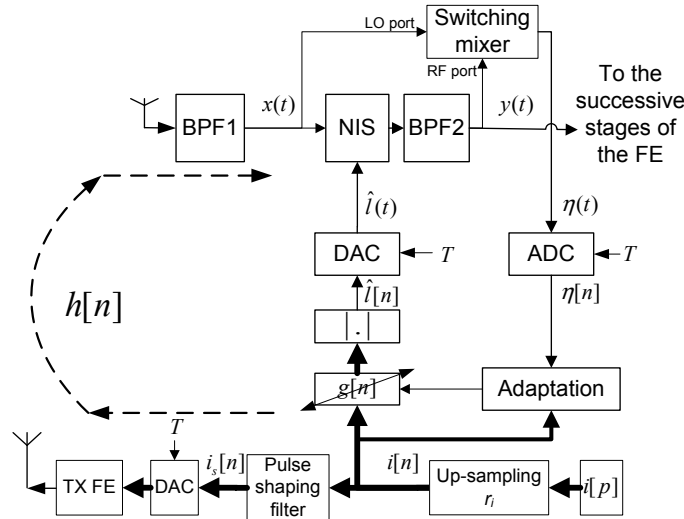 Switching
mixer
LO port
RF port
x(t)
y(t)
To the
successive
stages of
the FE
BPF1
NIS
BPF2
l̂(t)
η(t)
DAC
T
ADC
T
l̂[n]
η[n]
h[n]
|.|
g[n]
Adaptation
T
i_s[n]
i[n]
TX FE
DAC
Pulse
shaping
filter
Up-sampling
r_i
i[p]